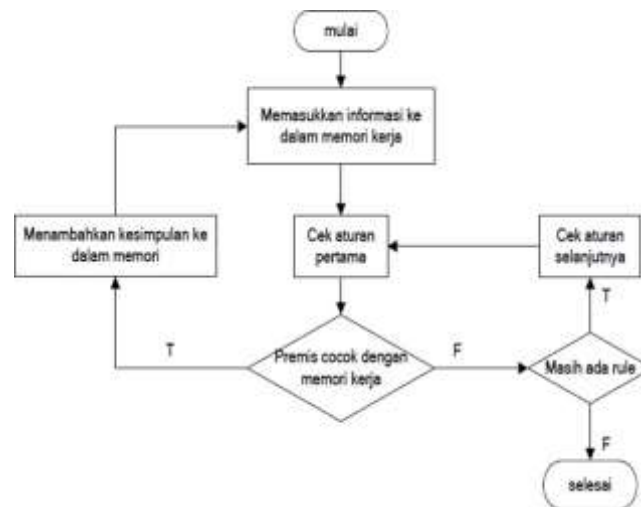 mulai
Memasukkan informasi ke
dalam memori kerja
Menambahkan kesimpulan ke
dalam memori
Cek aturan
pertama
Cek aturan
selanjutnya
T
T
Premis cocok dengan
memori kerja
F
Masih ada rule
F
selesai